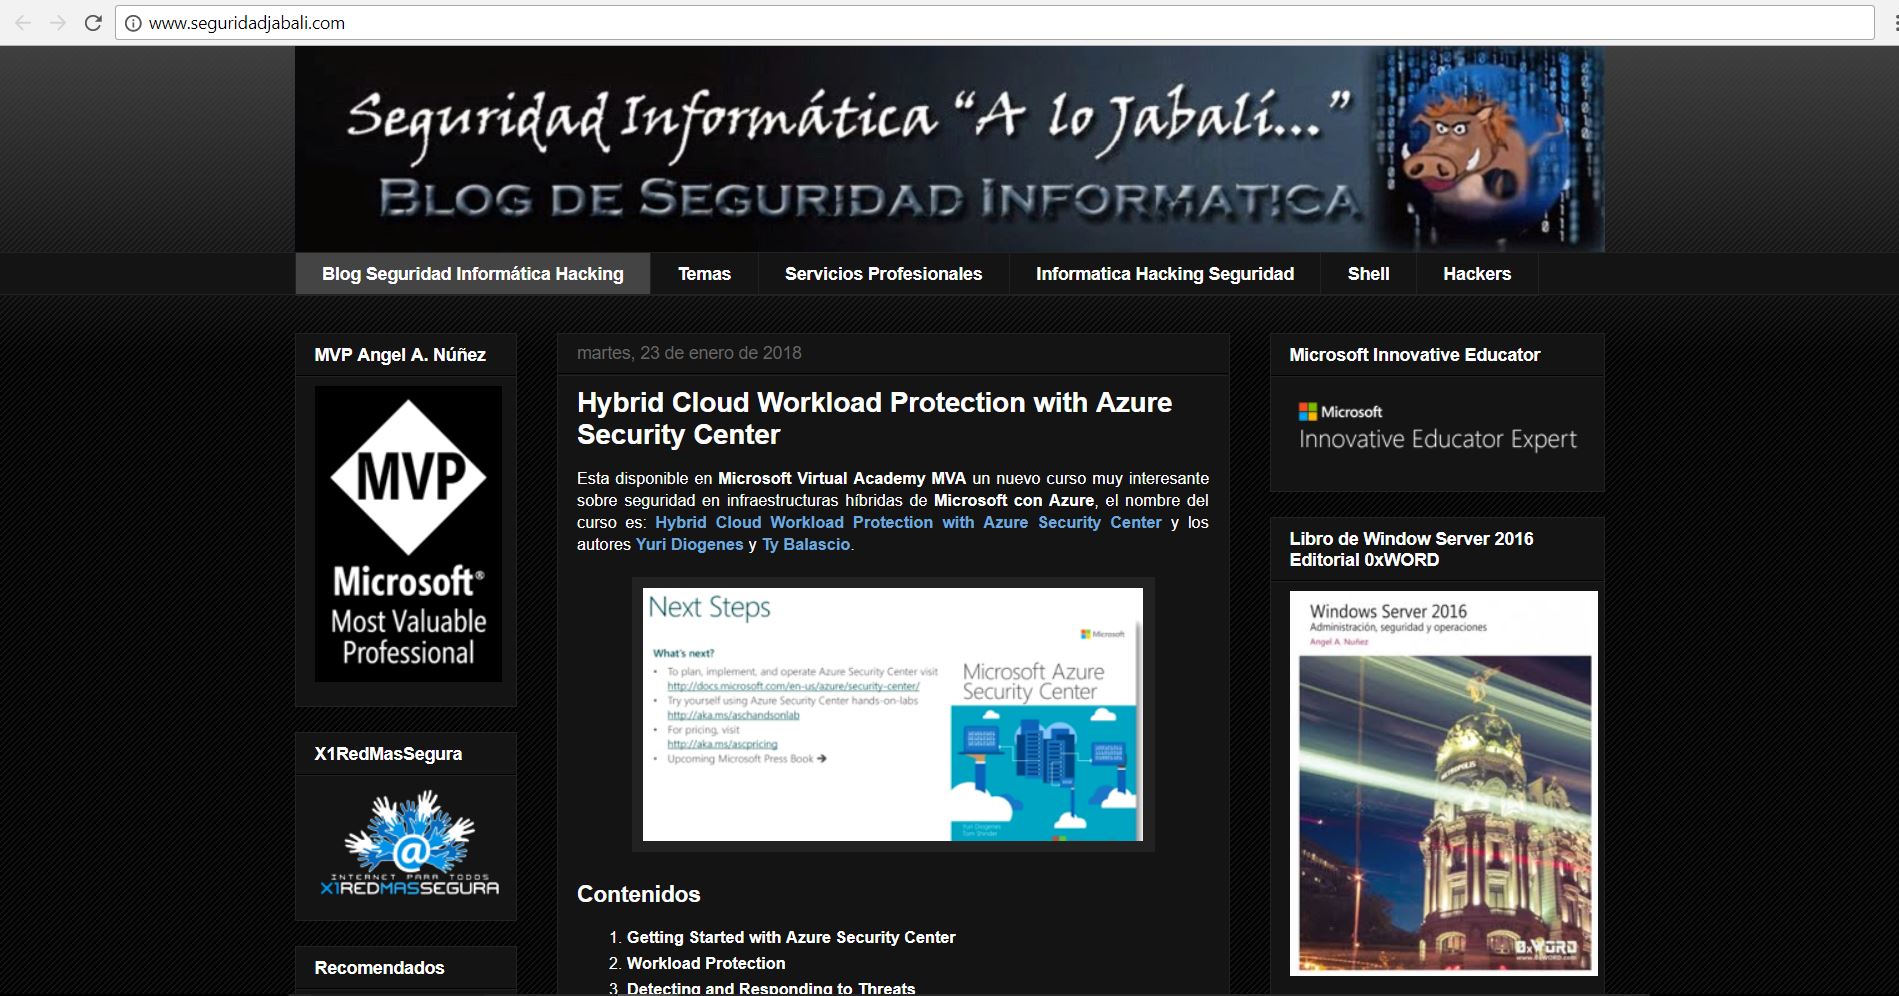 www.seguridadjabali.com
Seguridad Informática “A lo Jabalí...”
BLOG DE SEGURIDAD INFORMATICA
Blog Seguridad Informática Hacking
Temas
Servicios Profesionales
Informatica Hacking Seguridad
Shell
Hackers
MVP Angel A. Núñez
MVP
Microsoft®
Most Valuable
Professional
X1RedMasSegura
@
INTERNET PARA TODOS
X1REDMASSEGURA
Recomendados
martes, 23 de enero de 2018
Hybrid Cloud Workload Protection with Azure
Security Center
Esta disponible en Microsoft Virtual Academy MVA un nuevo curso muy interesante
sobre seguridad en infraestructuras híbridas de Microsoft con Azure, el nombre del
curso es: Hybrid Cloud Workload Protection with Azure Security Center y los
autores Yuri Diogenes y Ty Balascio.
Next Steps
Microsoft
What's next?
• To plan, implement, and operate Azure Security Center visit
http://docs.microsoft.com/en-us/azure/security-center/
• Try yourself using Azure Security Center hands-on-labs
http://aka.ms/aschandsonlab
• For pricing, visit
http://aka.ms/ascpricing
• Upcoming Microsoft Press Book →
Microsoft Azure
Security Center
Yuri Diogenes
Tom Shinder
Contenidos
1. Getting Started with Azure Security Center
2. Workload Protection
3. Detecting and Responding to Threats
Microsoft Innovative Educator
Microsoft
Innovative Educator Expert
Libro de Window Server 2016
Editorial 0xWORD
Windows Server 2016
Administración, seguridad y operaciones
Angel A. Nuñez
METROPOLIS
0xWORD
www.0xWORD.com